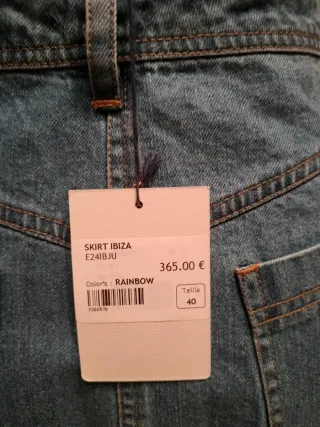 SKIRT IBIZA
E24IBJU
365.00 €
Coloris : RAINBOW
Taille
40